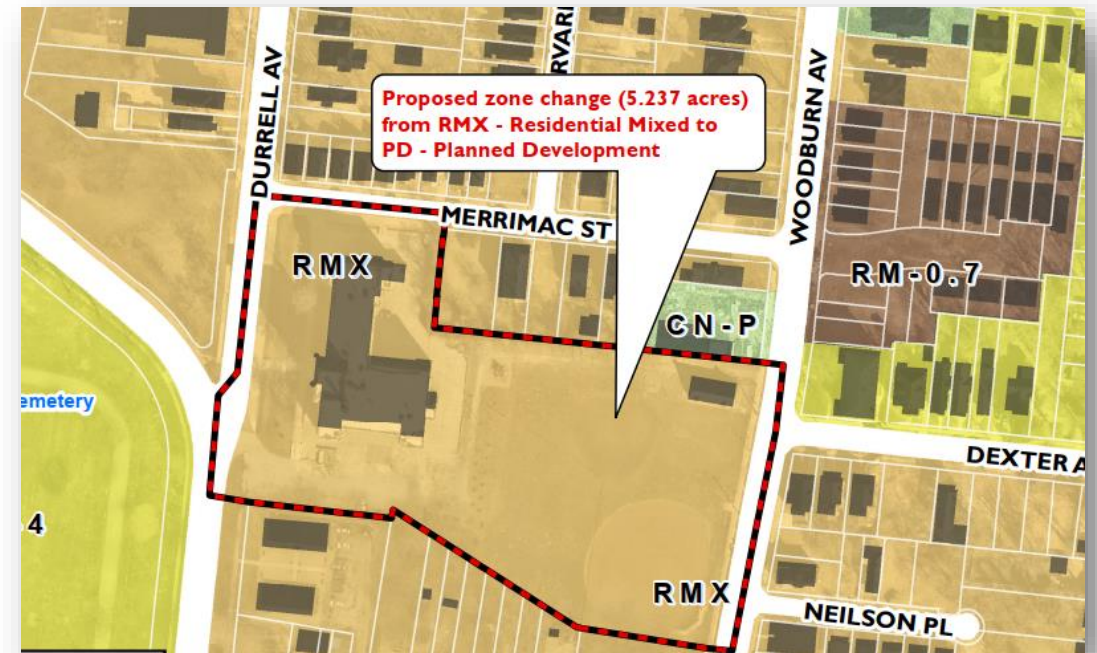 DURRELL AV
RVARI
WOODBURN AV
Proposed zone change (5.237 acres)
from RMX - Residential Mixed to
PD - Planned Development
MERRIMAC ST
RMX
RM-0.7
CN-P
emetery
DEXTER A
4
RMX
NEILSON PL